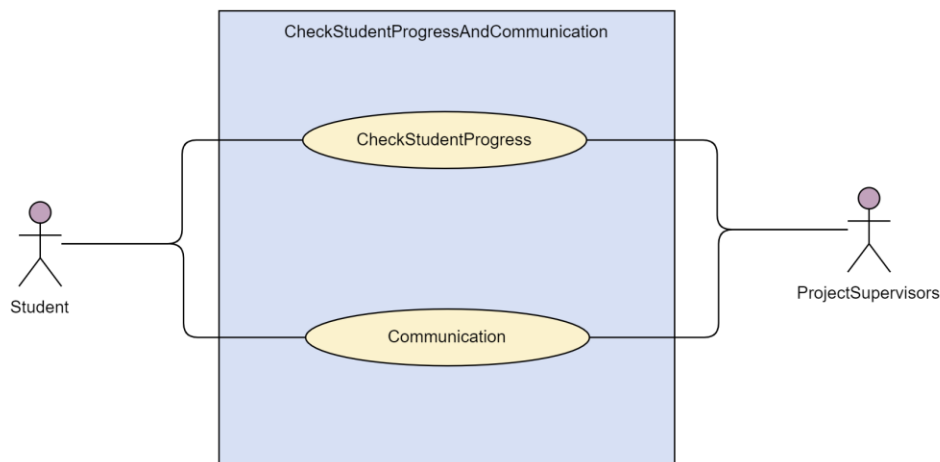 CheckStudentProgressAndCommunication
CheckStudentProgress
Student
ProjectSupervisors
Communication